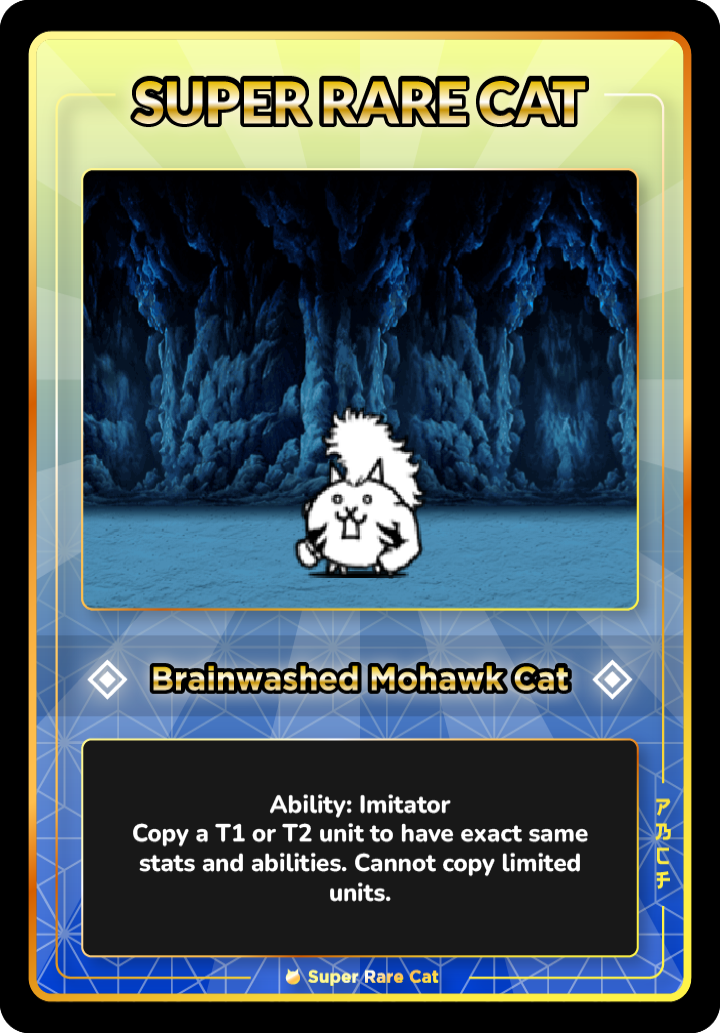 SUPER RARE CAT
Brainwashed Mohawk Cat
Ability: Imitator
Copy a T1 or T2 unit to have exact same
stats and abilities. Cannot copy limited
units.
Super Rare Cat